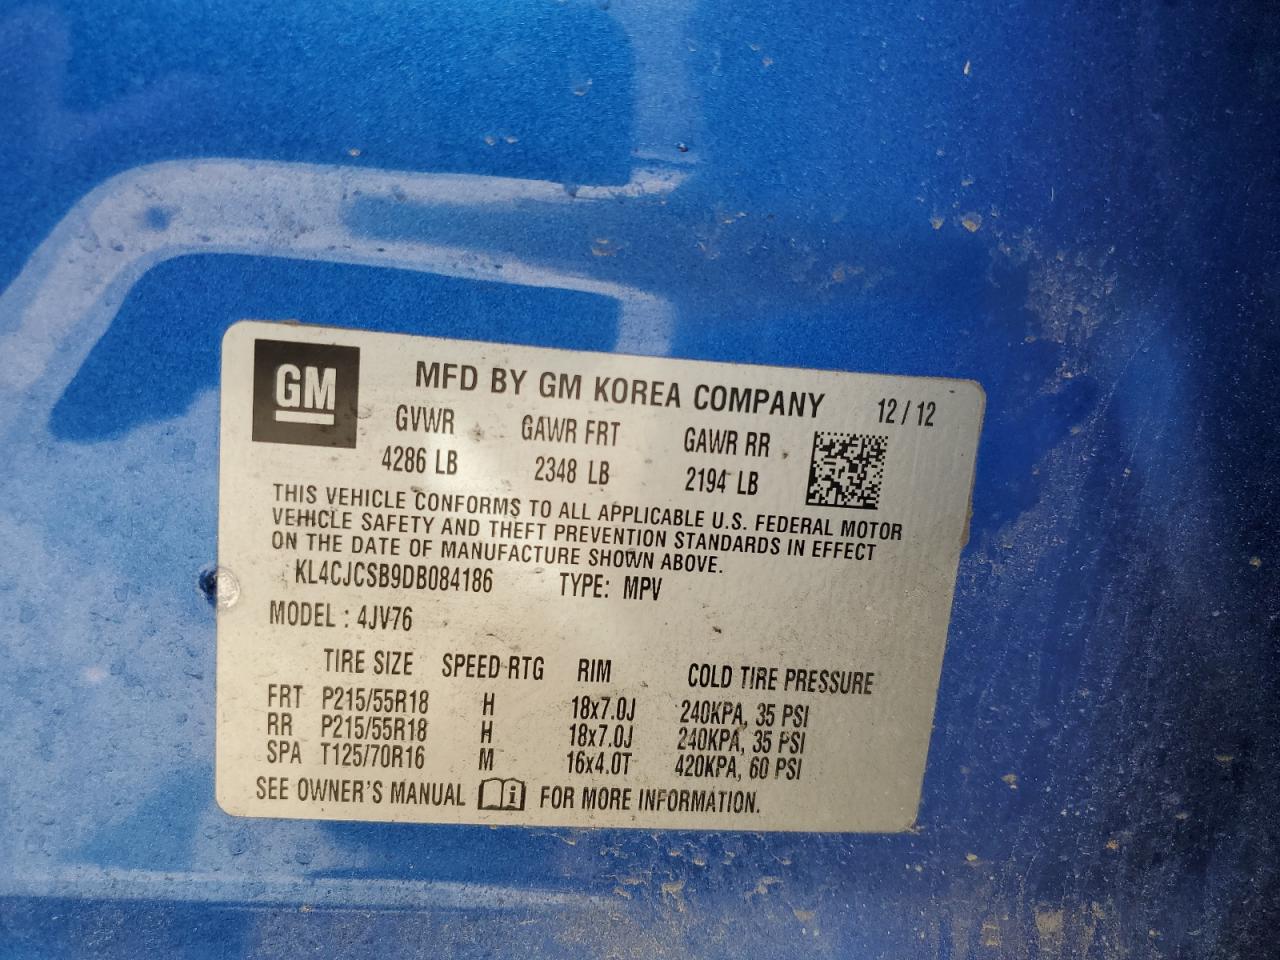 GM
MFD BY GM KOREA COMPANY 12/12
GVWR GAWR FRT GAWR RR
4286 LB 2348 LB 2194 LB
THIS VEHICLE CONFORMS TO ALL APPLICABLE U.S. FEDERAL MOTOR
VEHICLE SAFETY AND THEFT PREVENTION STANDARDS IN EFFECT
ON THE DATE OF MANUFACTURE SHOWN ABOVE.
KL4CJCSB9DB084186 TYPE: MPV
MODEL : 4JV76
TIRE SIZE SPEED RTG RIM COLD TIRE PRESSURE
FRT P215/55R18 H 18x7.0J 240KPA, 35 PSI
RR P215/55R18 H 18x7.0J 240KPA, 35 PSI
SPA T125/70R16 M 16x4.0T 420KPA, 60 PSI
SEE OWNER'S MANUAL i FOR MORE INFORMATION.